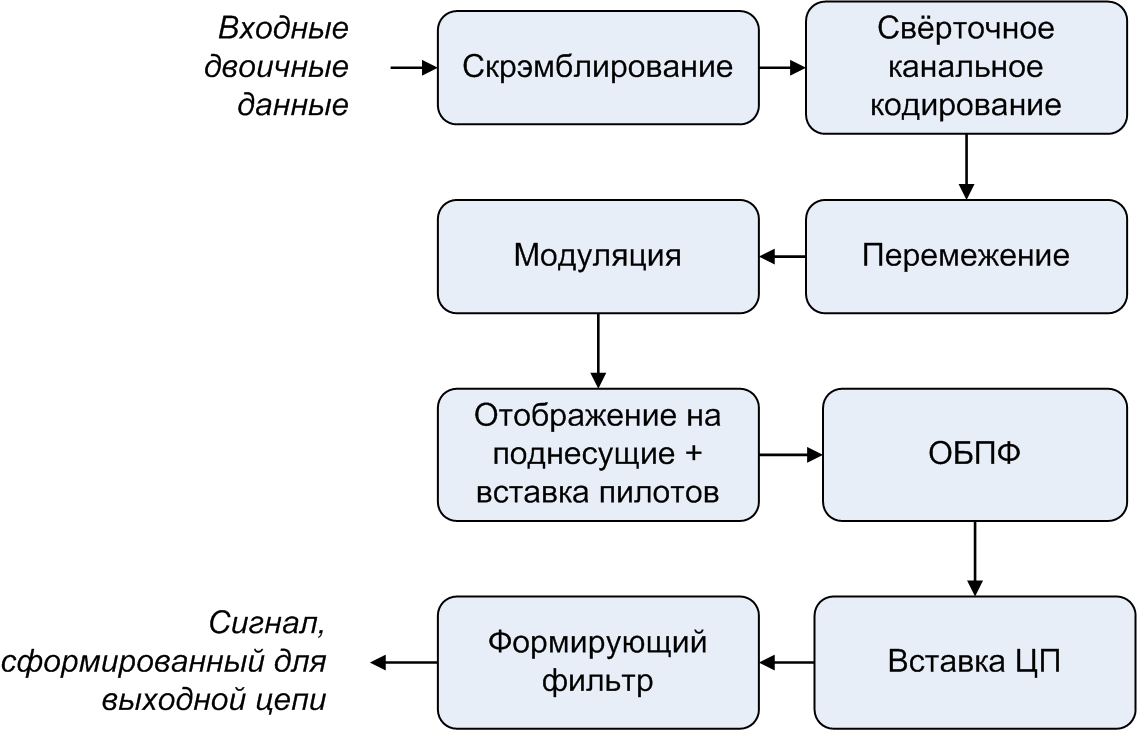 Входные
двоичные
данные
Скрэмблирование
Свёрточное
канальное
кодирование
Модуляция
Перемежение
Отображение на
поднесущие +
вставка пилотов
ОБПФ
Сигнал,
сформированный для
выходной цепи
Формирующий
фильтр
Вставка ЦП